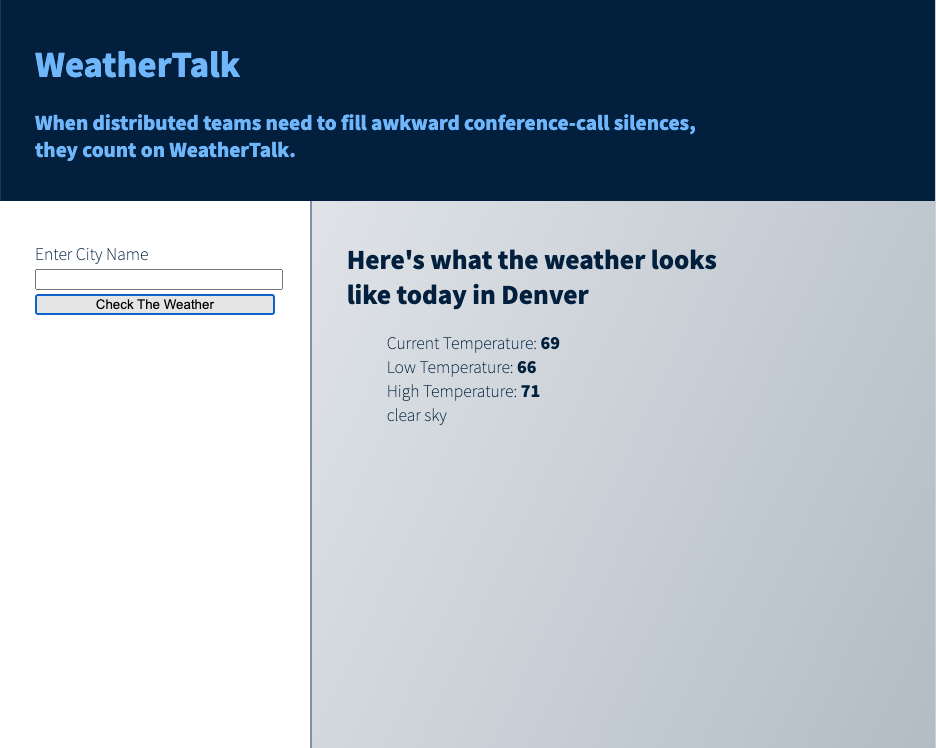 WeatherTalk
When distributed teams need to fill awkward conference-call silences,
they count on WeatherTalk.
Enter City Name
Check The Weather
Here's what the weather looks
like today in Denver
Current Temperature: 69
Low Temperature: 66
High Temperature: 71
clear sky